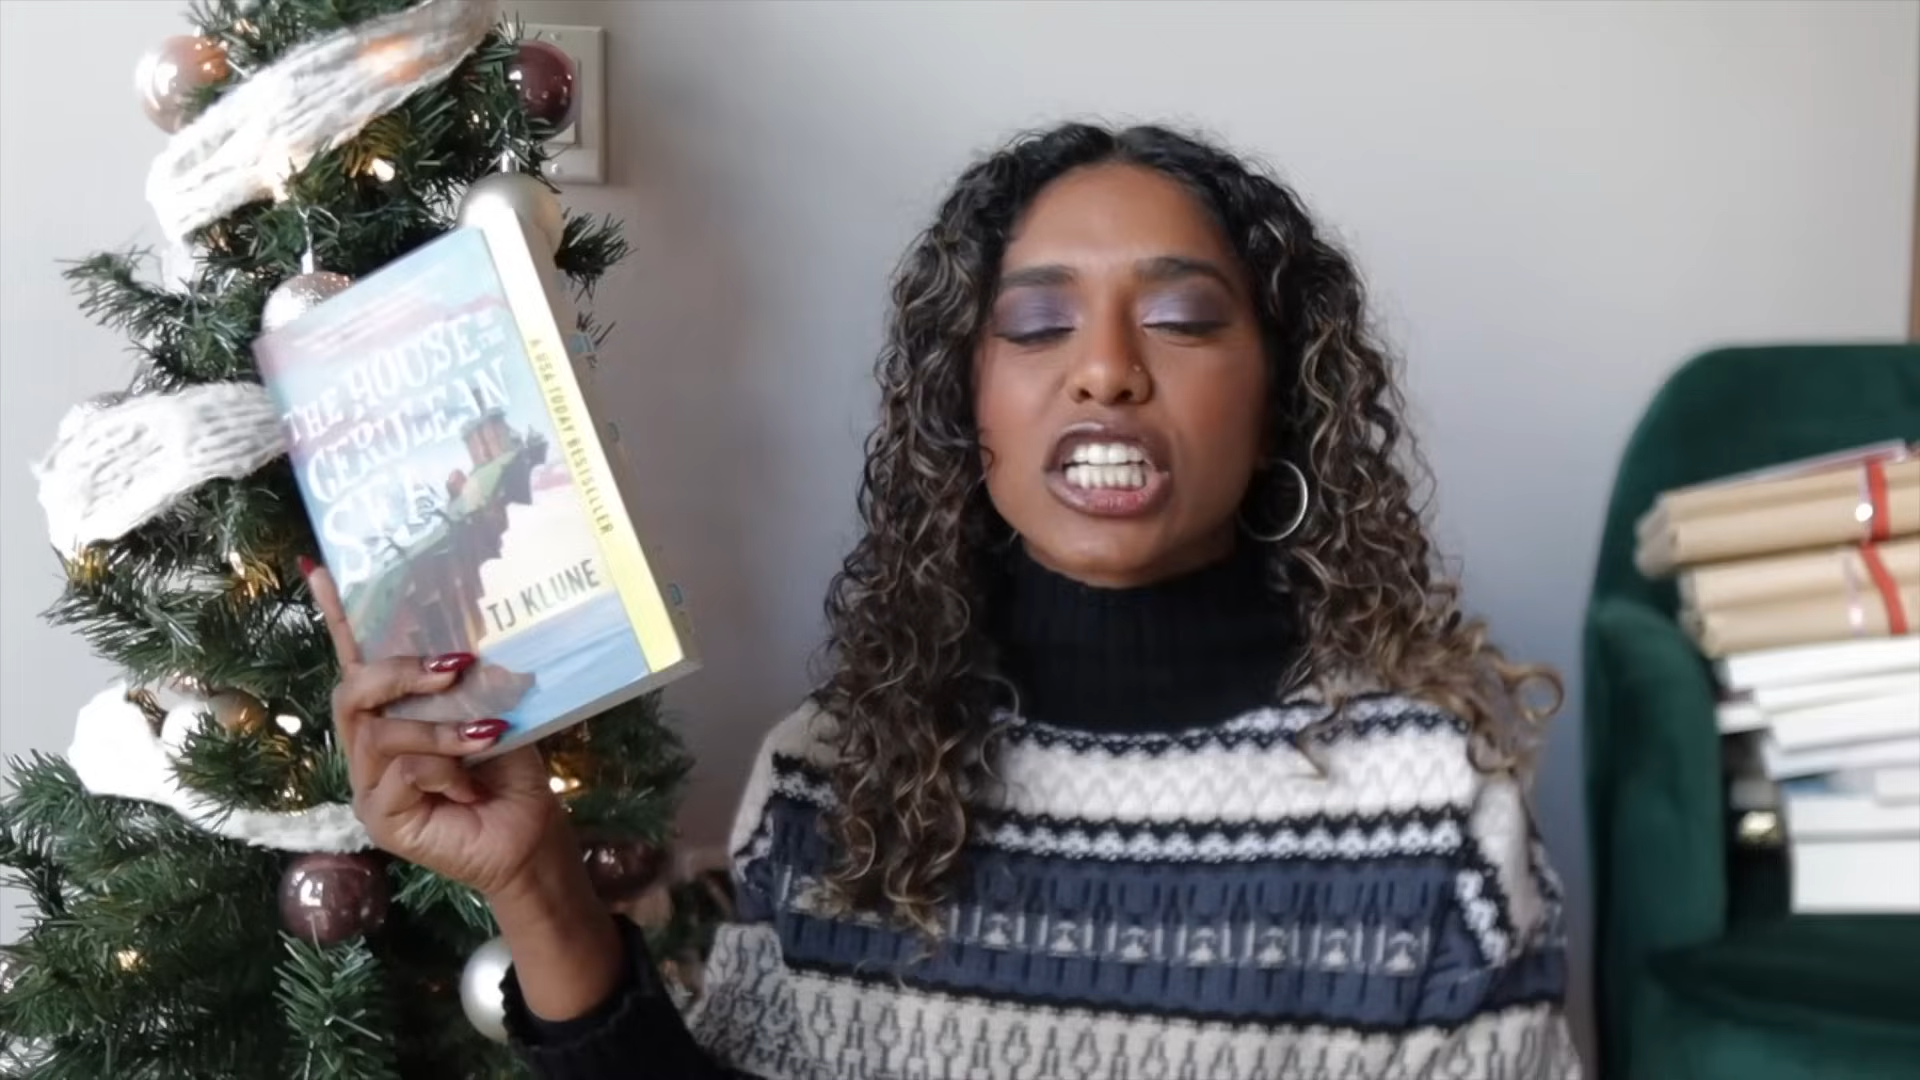 THE HOUSE IN THE
CERULEAN
SEA
TJ KLUNE
A USA TODAY BESTSELLER